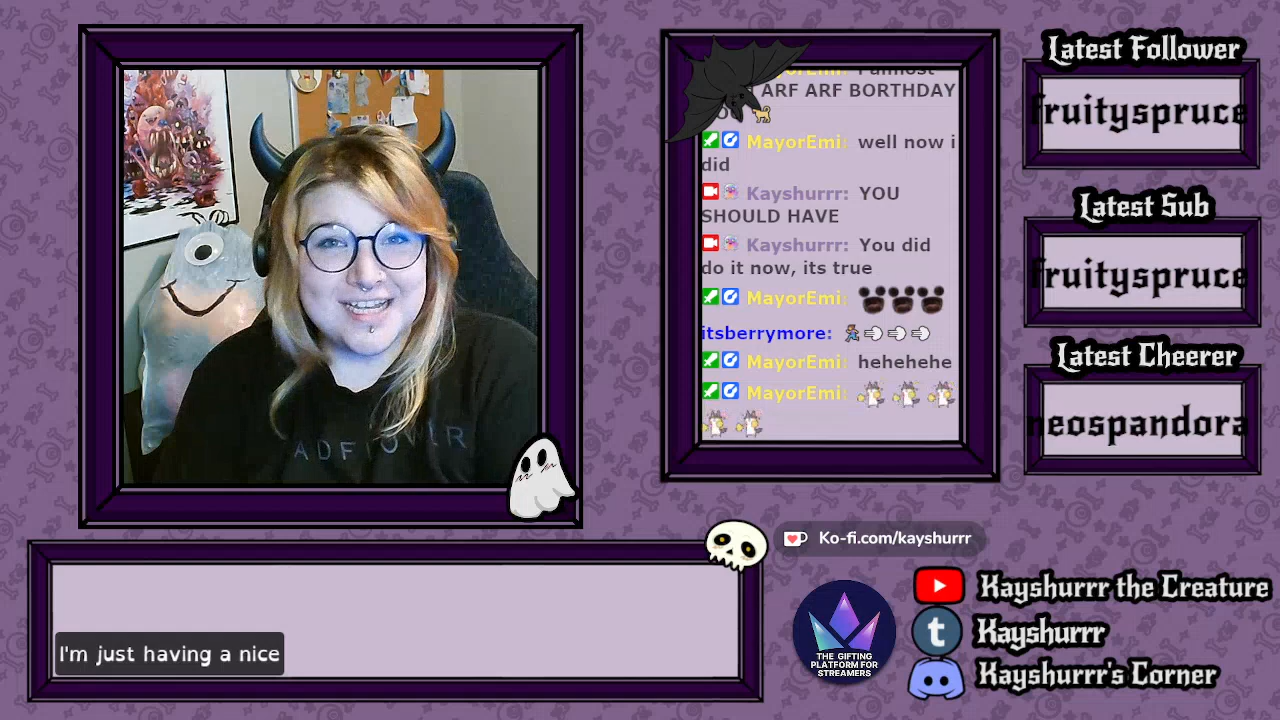 ARF ARF BORTHDAY
MayorEmi: well now i
did
Kayshurrr: YOU
SHOULD HAVE
Kayshurrr: You did
do it now, its true
MayorEmi:
itsberrymore:
MayorEmi: hehehehe
MayorEmi:
Latest Follower
fruityspruce
Latest Sub
fruityspruce
Latest Cheerer
neospandora
I'm just having a nice
Ko-fi.com/kayshurrr
THE GIFTING
PLATFORM FOR
STREAMERS
Kayshurrr the Creature
t
Kayshurrr
Kayshurrr's Corner